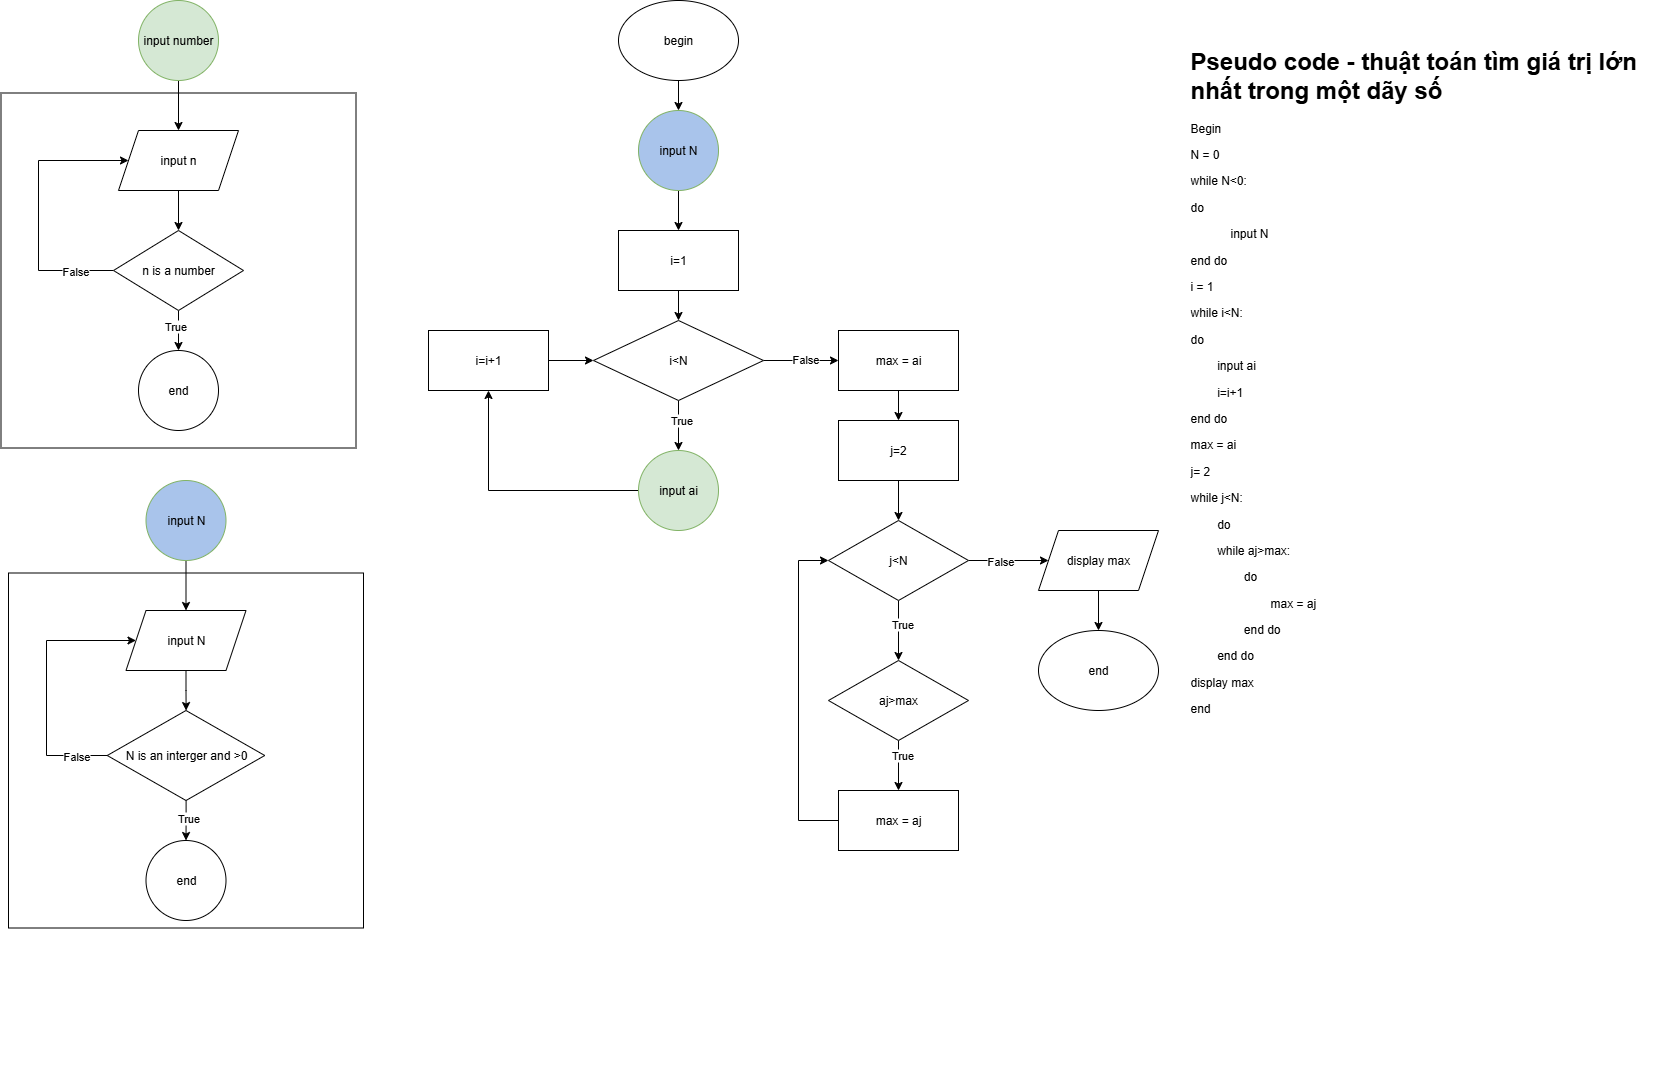 input number
input n
n is a number
False
True
end
input N
input N
N is an interger and >0
False
True
end
begin
input N
i=1
i<N
i=i+1
False
True
input ai
max = ai
j=2
j<N
False
True
display max
end
aj>max
True
max = aj
Pseudo code - thuật toán tìm giá trị lớn
nhất trong một dãy số
Begin
N = 0
while N<0:
do
input N
end do
i = 1
while i<N:
do
input ai
i=i+1
end do
max = ai
j= 2
while j<N:
do
while aj>max:
do
max = aj
end do
end do
display max
end